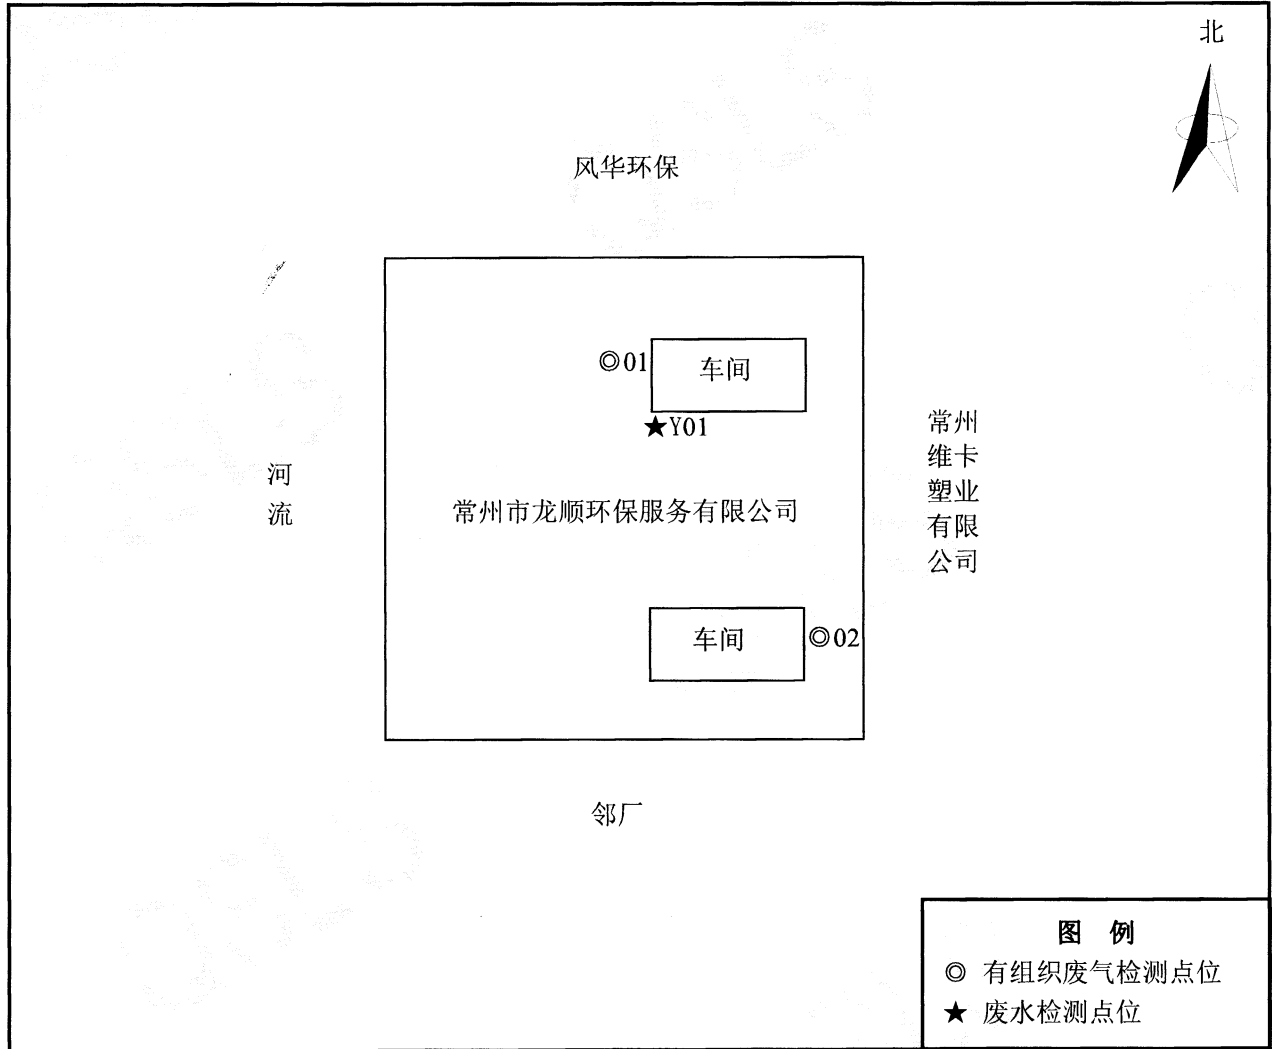 北
风华环保
◎01
车间
★Y01
河
流
常州市龙顺环保服务有限公司
常州
维卡
塑业
有限
公司
车间
◎02
邻厂
图 例
◎ 有组织废气检测点位
★ 废水检测点位